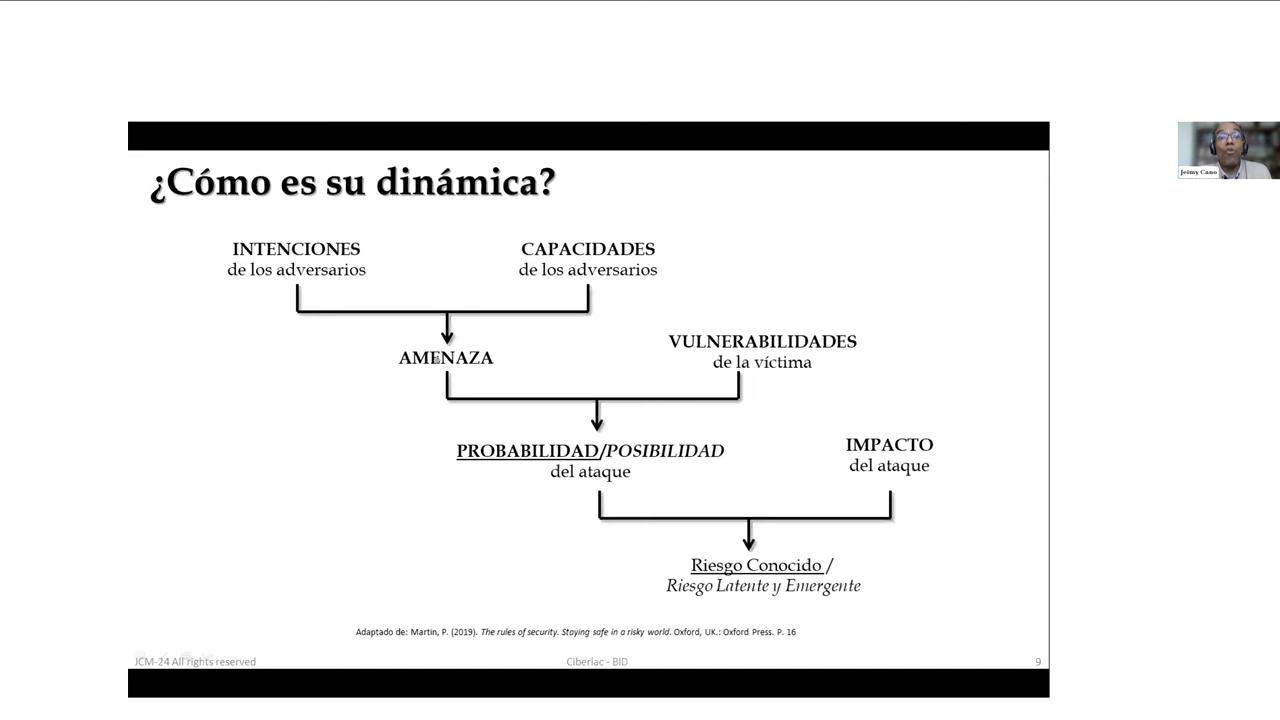 ¿Cómo es su dinámica?
INTENCIONES
de los adversarios
CAPACIDADES
de los adversarios
AMENAZA
VULNERABILIDADES
de la víctima
PROBABILIDAD/POSIBILIDAD
del ataque
IMPACTO
del ataque
Riesgo Conocido /
Riesgo Latente y Emergente
Adaptado de: Martin, P. (2019). The rules of security. Staying safe in a risky world. Oxford, UK.: Oxford Press. P. 16
JCM-24 All rights reserved
Ciberlac - BID
9
Jeimy Cano